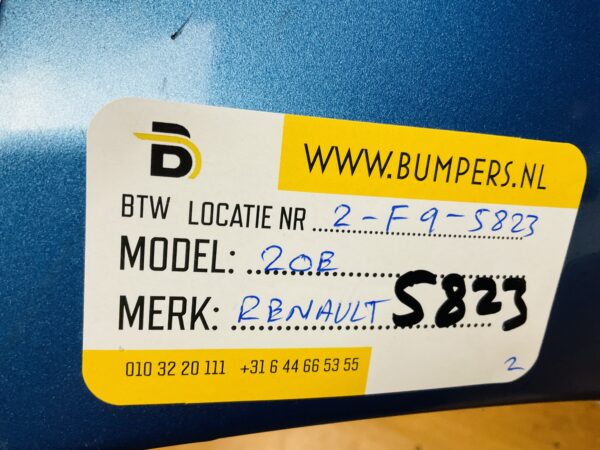 B
WWW.BUMPERS.NL
BTW LOCATIE NR 2-F9-5823
MODEL: ZOE
MERK: RENAULT 5823
010 32 20 111 +31 6 44 66 53 55
2